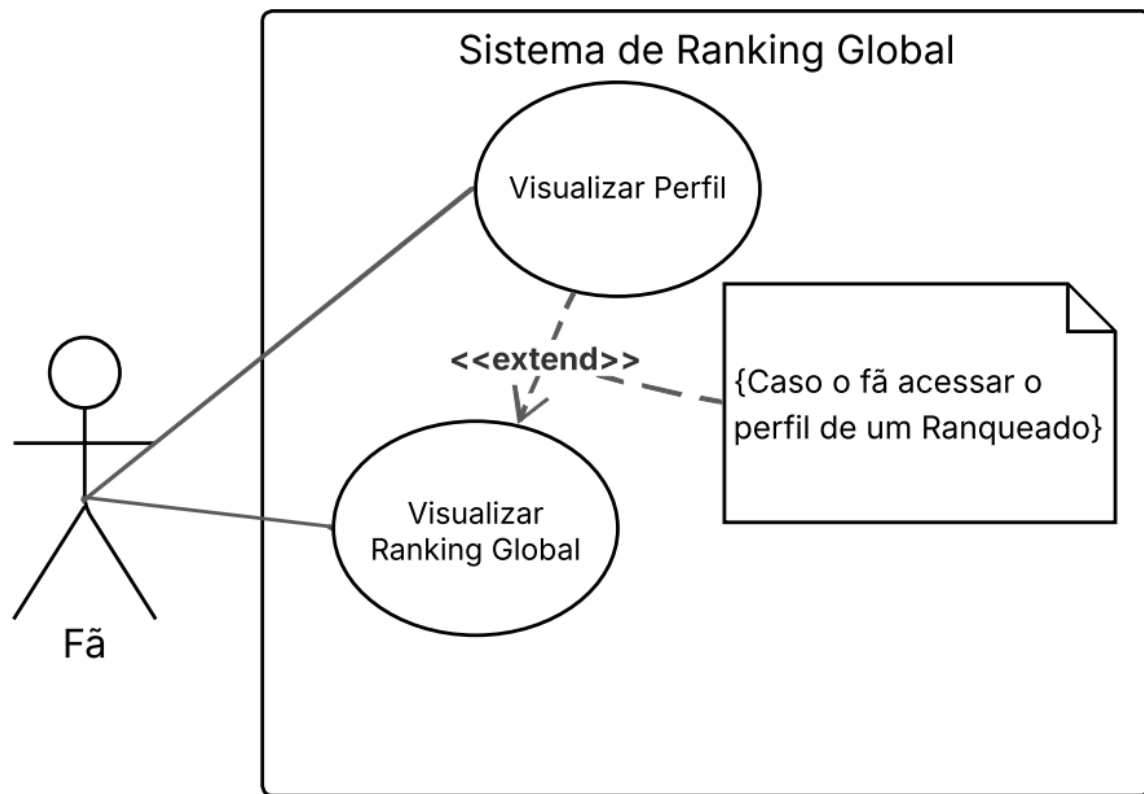 Sistema de Ranking Global
Visualizar Perfil
<<extend>>
{Caso o fã acessar o
perfil de um Ranqueado}
Visualizar
Ranking Global
Fã